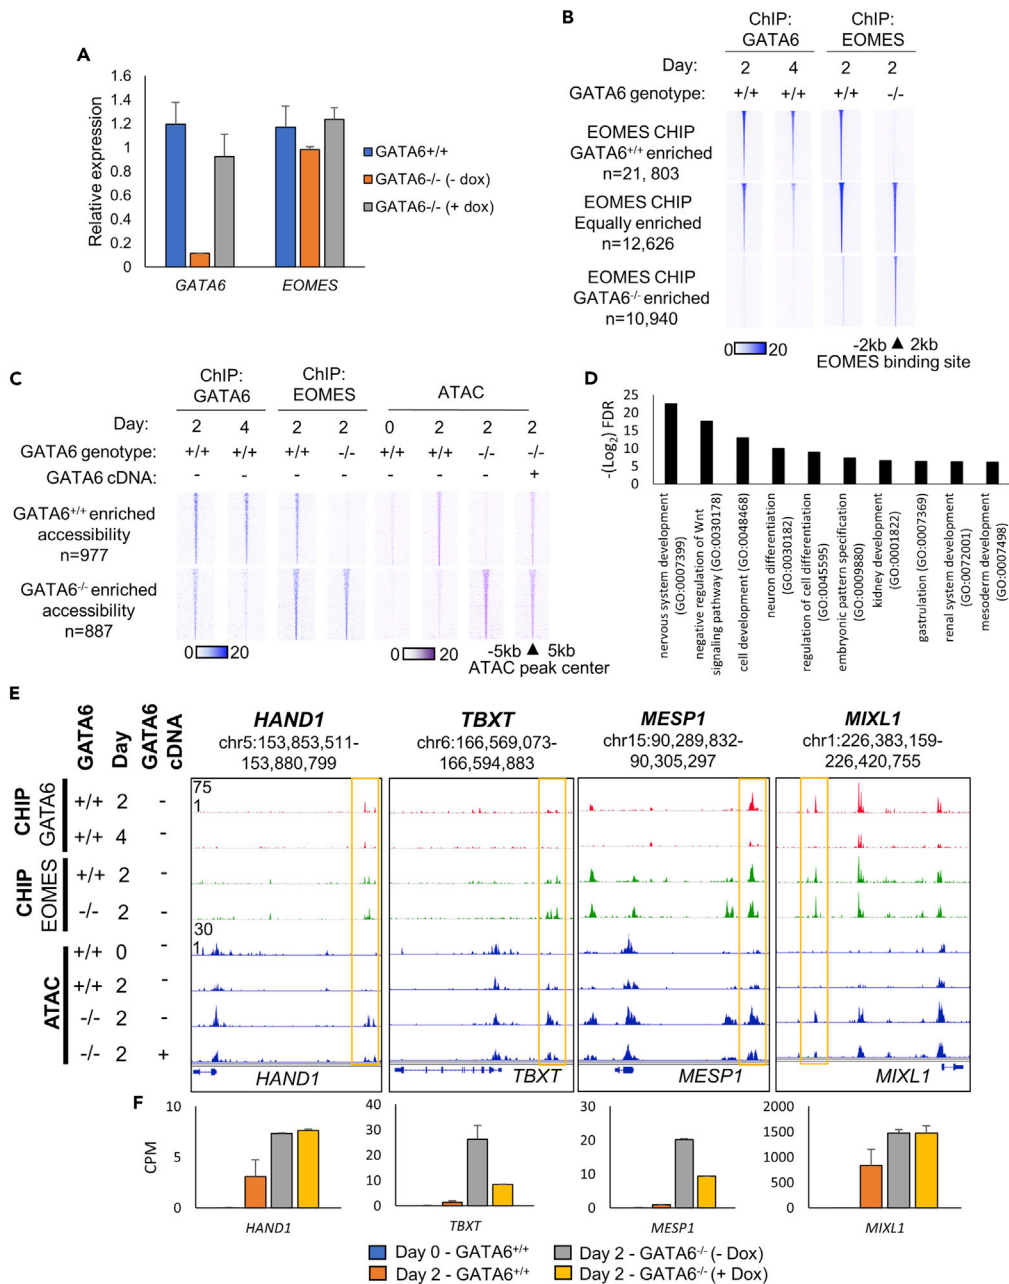 A
1.6
1.4
1.2
1
0.8
0.6
0.4
0.2
0
Relative expression
GATA6
EOMES
GATA6+/+
GATA6-/- (- dox)
GATA6-/- (+ dox)
B
ChIP: GATA6
ChIP: EOMES
Day: 2 4 2 2
GATA6 genotype: +/+ +/+ +/+ -/-
EOMES CHIP
GATA6+/+ enriched
n=21, 803
EOMES CHIP
Equally enriched
n=12,626
EOMES CHIP
GATA6-/- enriched
n=10,940
0 20
-2kb ▲ 2kb
EOMES binding site
C
ChIP: GATA6
ChIP: EOMES
ATAC
Day: 2 4 2 2 0 2 2 2
GATA6 genotype: +/+ +/+ +/+ -/- +/+ +/+ -/- -/-
GATA6 cDNA: - - - - - - - +
GATA6+/+ enriched
accessibility
n=977
GATA6-/- enriched
accessibility
n=887
0 20
0 20
-5kb ▲ 5kb
ATAC peak center
D
25
20
15
10
5
0
-(Log2) FDR
nervous system development (GO:0007399)
negative regulation of Wnt signaling pathway (GO:0030178)
cell development (GO:0048468)
neuron differentiation (GO:0030182)
regulation of cell differentiation (GO:0045595)
embryonic pattern specification (GO:0009880)
kidney development (GO:0001822)
gastrulation (GO:0007369)
renal system development (GO:0072001)
mesoderm development (GO:0007498)
E
GATA6
Day
GATA6 cDNA
HAND1
chr5:153,853,511-
153,880,799
TBXT
chr6:166,569,073-
166,594,883
MESP1
chr15:90,289,832-
90,305,297
MIXL1
chr1:226,383,159-
226,420,755
CHIP GATA6
+/+ 2 -
+/+ 4 -
CHIP EOMES
+/+ 2 -
-/- 2 -
ATAC
+/+ 0 -
+/+ 2 -
-/- 2 -
-/- 2 +
75
1
30
1
HAND1
TBXT
MESP1
MIXL1
F
CPM
10
5
0
HAND1
40
30
20
10
0
TBXT
30
20
10
0
MESP1
2000
1500
1000
500
0
MIXL1
Day 0 - GATA6+/+
Day 2 - GATA6+/+
Day 2 - GATA6-/- (- Dox)
Day 2 - GATA6-/- (+ Dox)